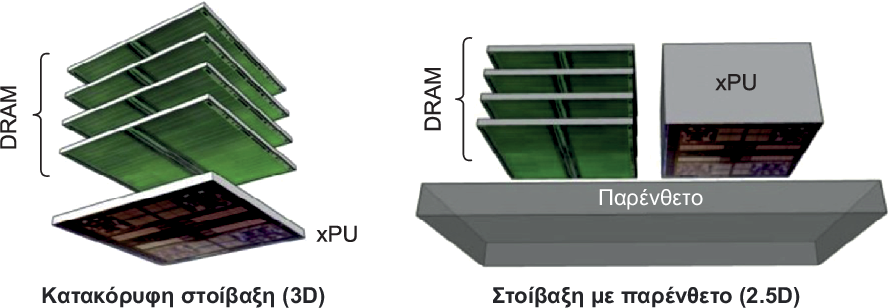 DRAM
xPU
Κατακόρυφη στοίβαξη (3D)
DRAM
xPU
Παρένθετο
Στοίβαξη με παρένθετο (2.5D)